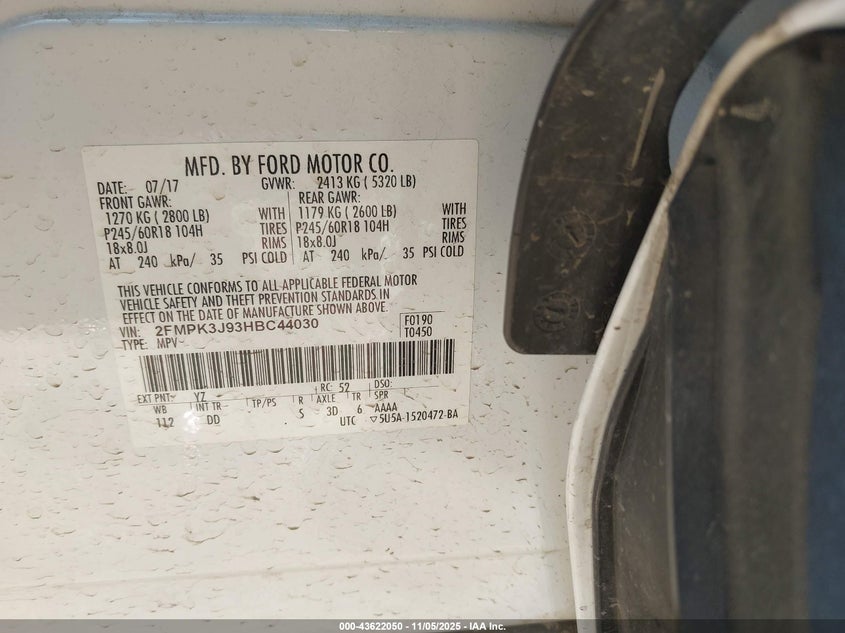 MFD. BY FORD MOTOR CO.
DATE: 07/17 GVWR: 2413 KG ( 5320 LB)
FRONT GAWR: REAR GAWR:
1270 KG ( 2800 LB) WITH 1179 KG ( 2600 LB) WITH
P245/60R18 104H TIRES P245/60R18 104H TIRES
18x8.0J RIMS 18x8.0J RIMS
AT 240 kPa/ 35 PSI COLD AT 240 kPa/ 35 PSI COLD
THIS VEHICLE CONFORMS TO ALL APPLICABLE FEDERAL MOTOR
VEHICLE SAFETY AND THEFT PREVENTION STANDARDS IN
EFFECT ON THE DATE OF MANUFACTURE SHOWN ABOVE.
VIN: 2FMPK3J93HBC44030 F0190
TYPE: MPV T0450
EXT PNT: YZ RC: 52 DSO:
WB INT TR TP/PS R AXLE TR SPR
112 DD S 3D 6 AAAA
UTC ▽5U5A-1520472-BA
000-43622050 - 11/05/2025 - IAA Inc.